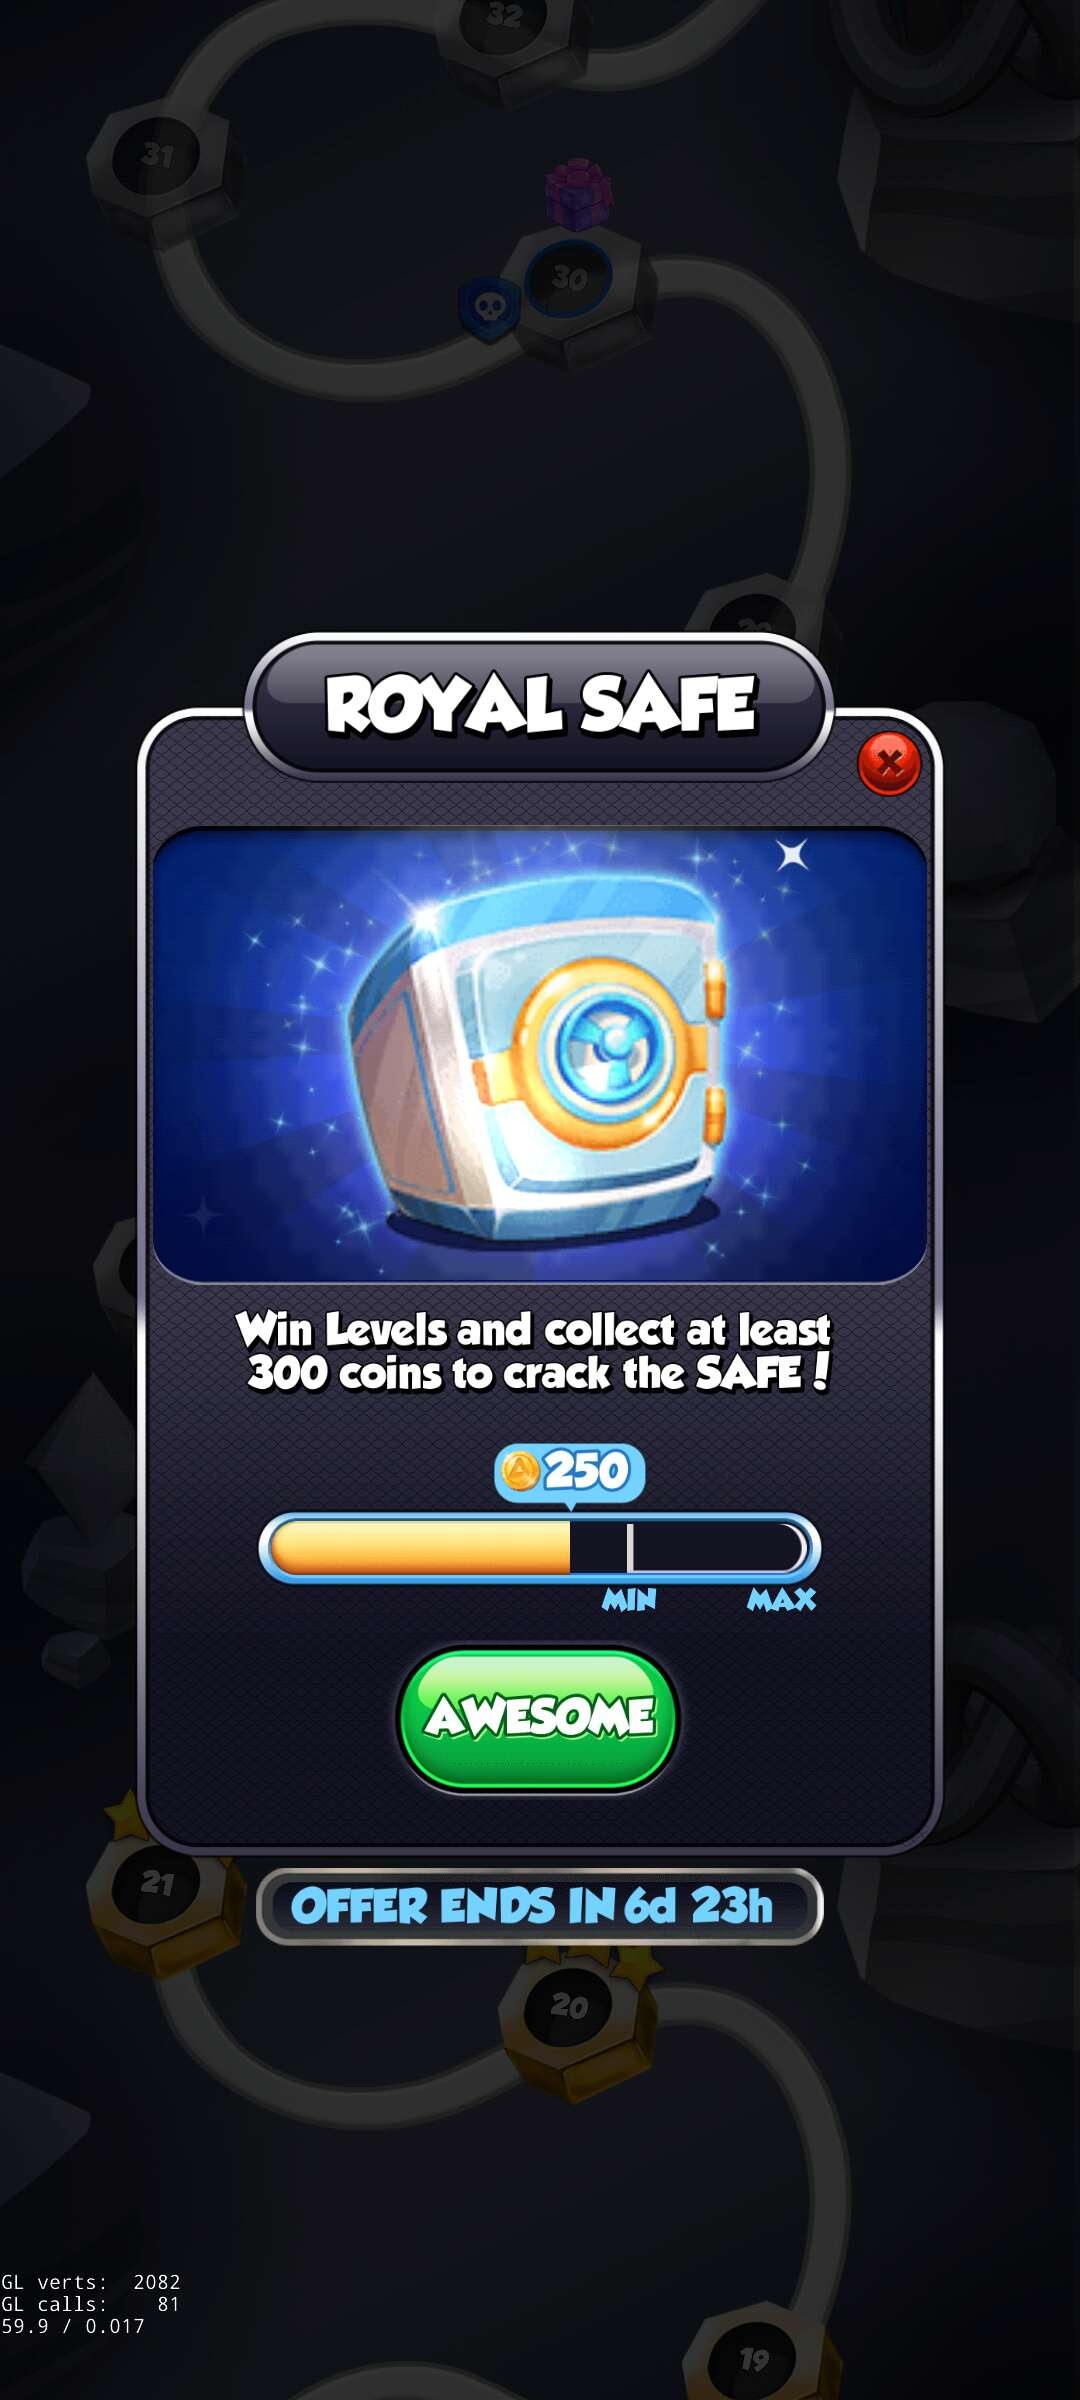 32
31
30
ROYAL SAFE
Win Levels and collect at least
300 coins to crack the SAFE!
250
MIN MAX
AWESOME
21
OFFER ENDS IN 6d 23h
20
GL verts: 2082
GL calls: 81
59.9 / 0.017
19